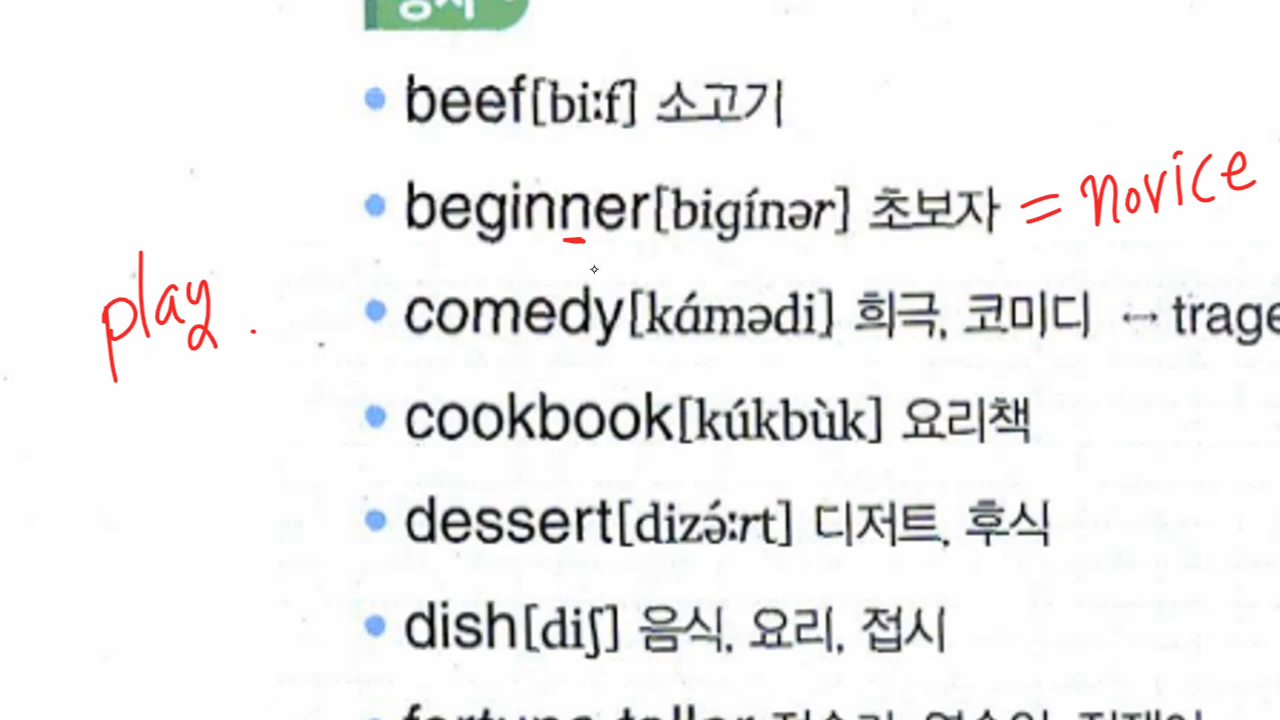 beef[biːf] 소고기
beginner[bigínər] 초보자 = novice
play.
comedy[kámədi] 희극, 코미디 ↔trage
cookbook[kúkbùk] 요리책
dessert[dizə́ːrt] 디저트, 후식
dish[diʃ] 음식, 요리, 접시